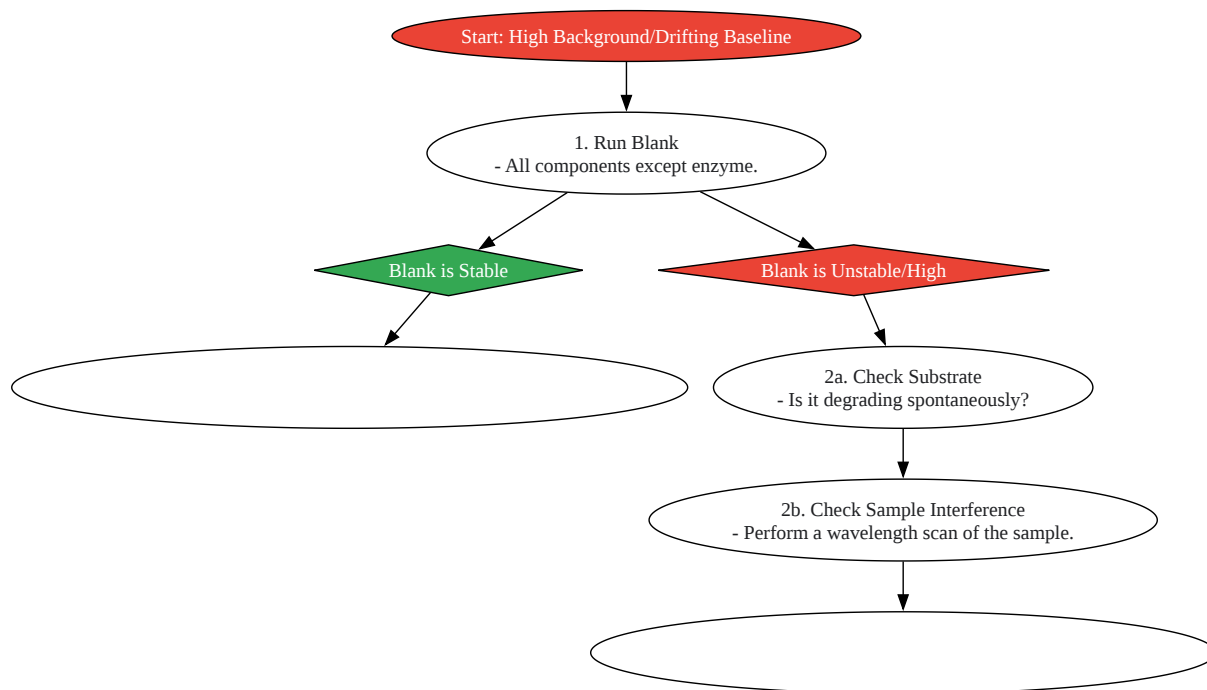 Start: High Background/Drifting Baseline
1. Run Blank
- All components except enzyme.
Blank is Stable
Blank is Unstable/High
2a. Check Substrate
- Is it degrading spontaneously?
2b. Check Sample Interference
- Perform a wavelength scan of the sample.